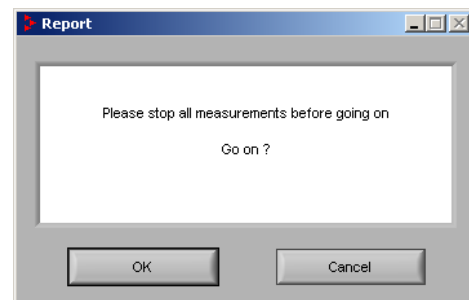 Report
Please stop all measurements before going on
Go on ?
OK
Cancel